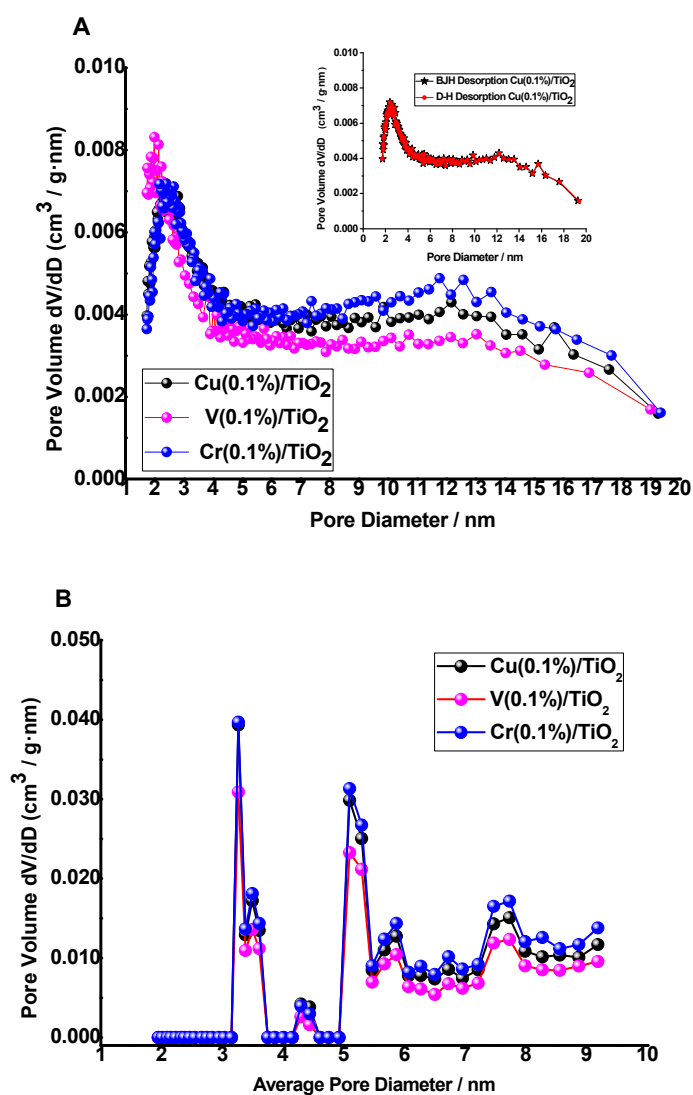 A
0.010
0.008
0.006
0.004
0.002
0.000
Pore Volume dV/dD (cm³ / g·nm)
1 2 3 4 5 6 7 8 9 10 11 12 13 14 15 16 17 18 19 20
Pore Diameter / nm
Cu(0.1%)/TiO₂
V(0.1%)/TiO₂
Cr(0.1%)/TiO₂
0.010
0.008
0.006
0.004
0.002
0.000
Pore Volume dV/dD (cm³ / g·nm)
BJH Desorption Cu(0.1%)/TiO₂
D-H Desorption Cu(0.1%)/TiO₂
0 2 4 6 8 10 12 14 16 18 20
Pore Diameter / nm
B
0.050
0.040
0.030
0.020
0.010
0.000
Pore Volume dV/dD (cm³ / g·nm)
Cu(0.1%)/TiO₂
V(0.1%)/TiO₂
Cr(0.1%)/TiO₂
1 2 3 4 5 6 7 8 9 10
Average Pore Diameter / nm